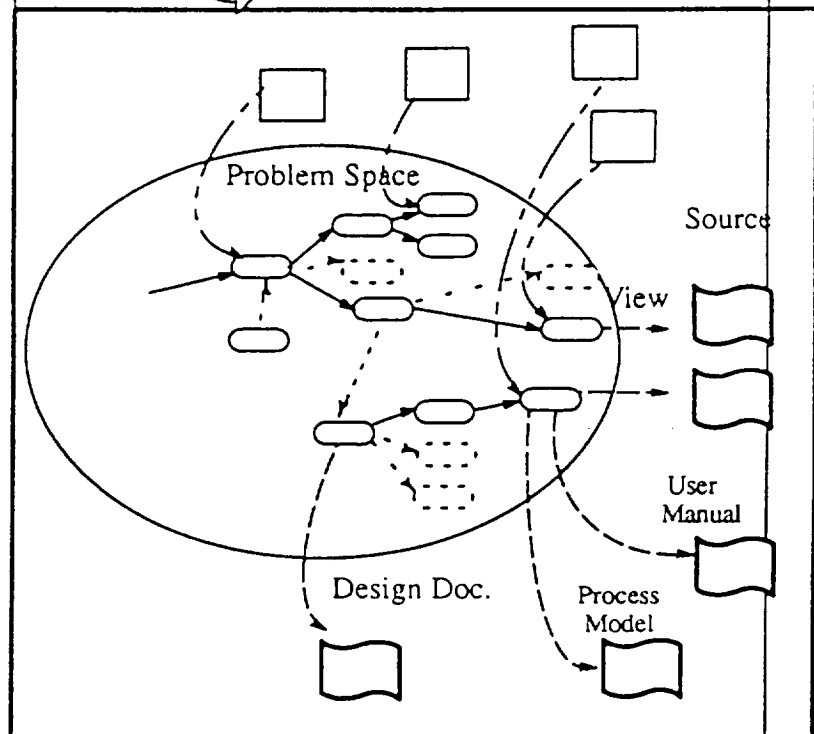 Problem Space
Source
View
User
Manual
Design Doc.
Process
Model